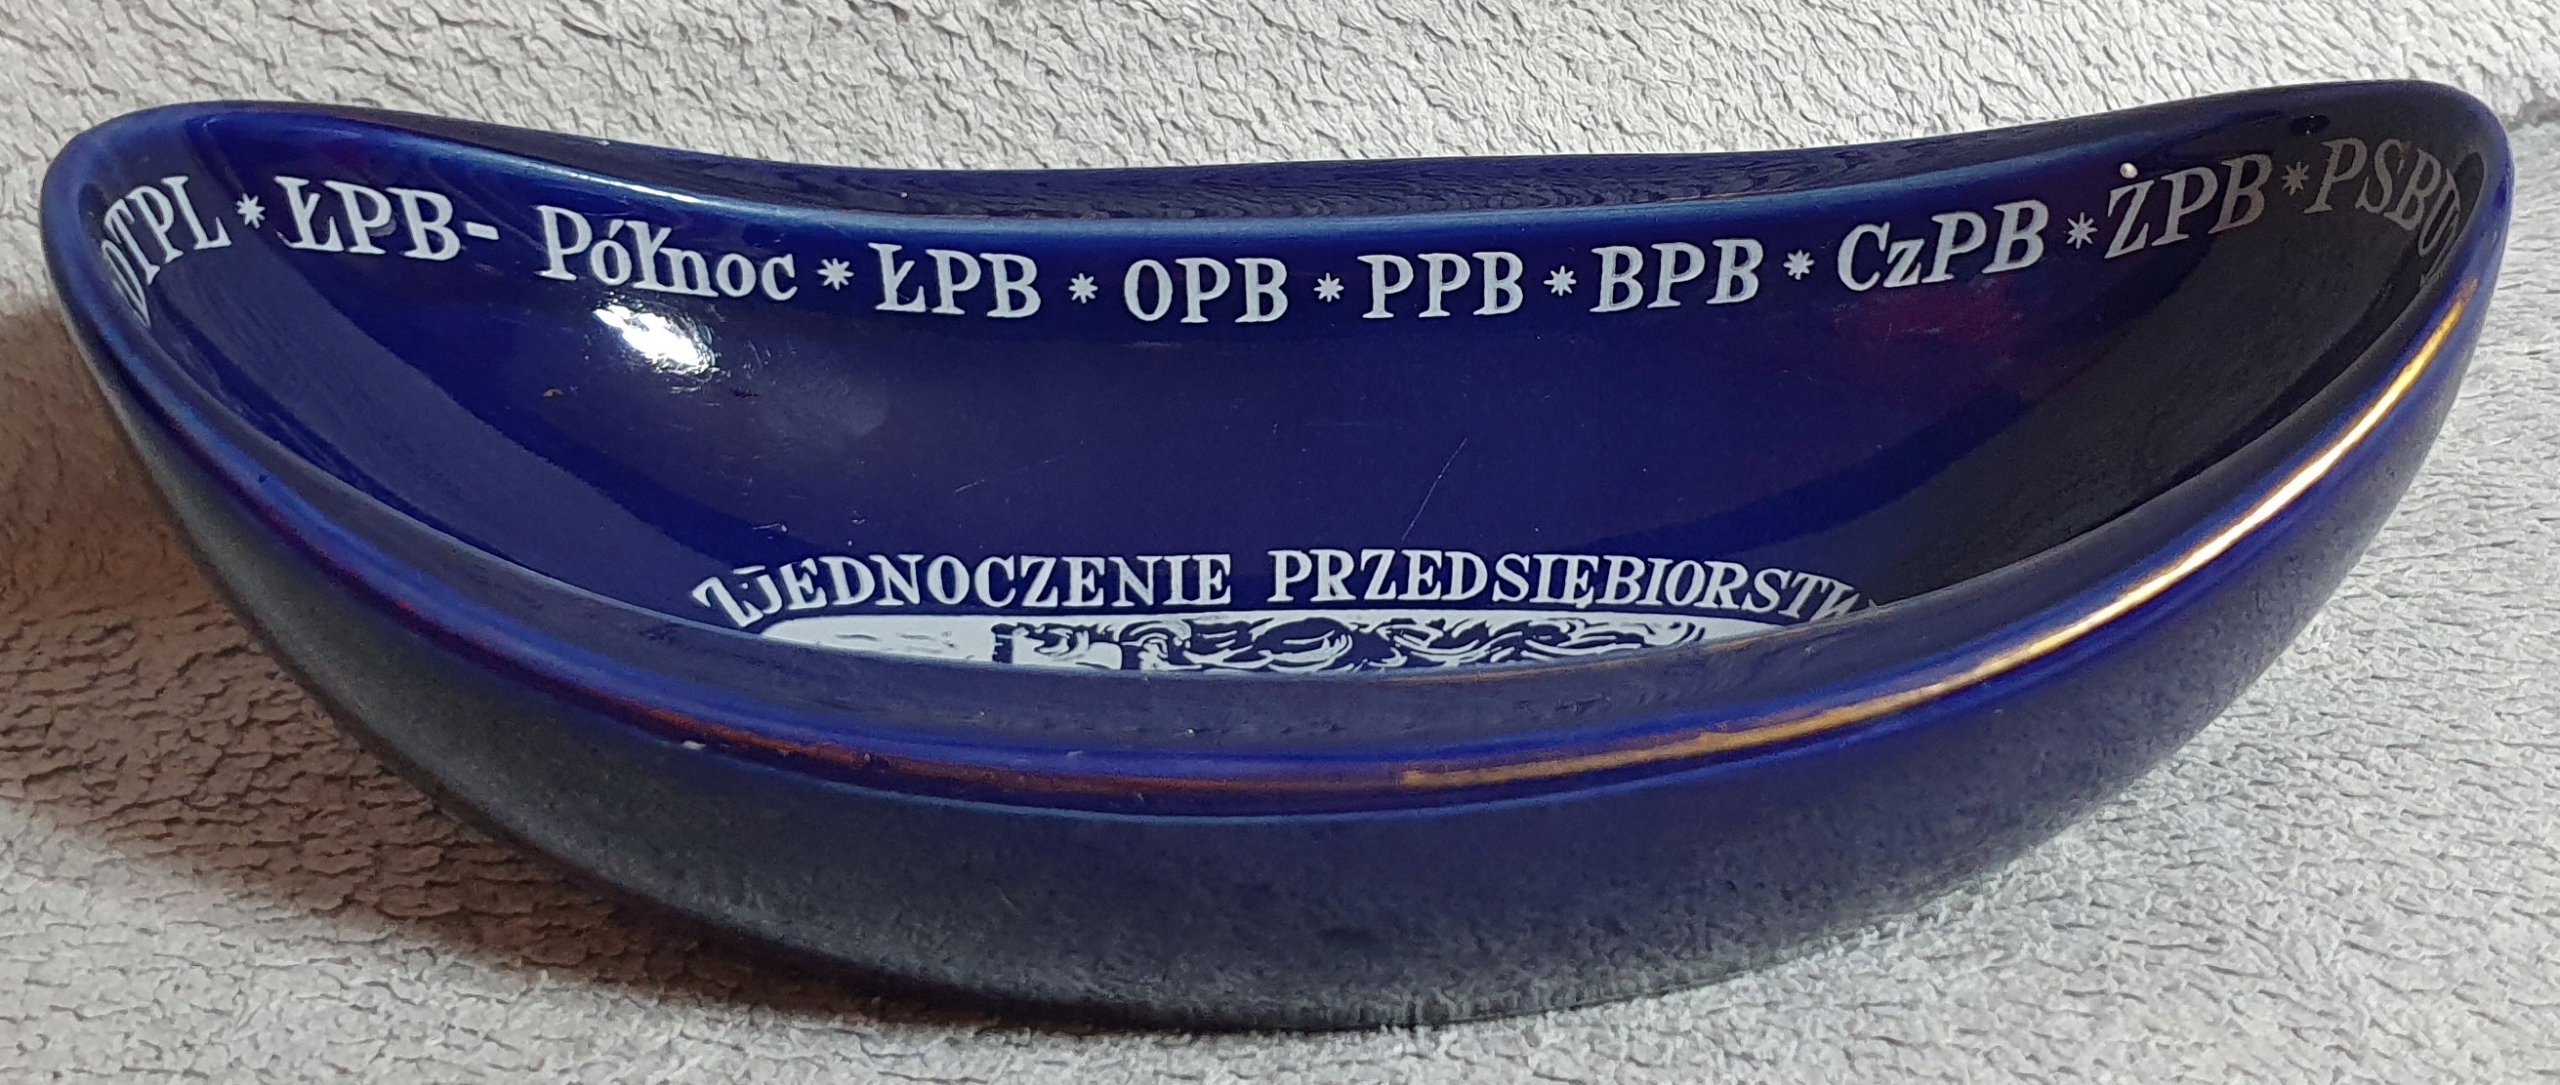 DTPL * ŁPB- Północ * ŁPB * OPB * PPB * BPB * CzPB * ŻPB * PSBU
ZJEDNOCZENIE PRZEDSIĘBIORSTW